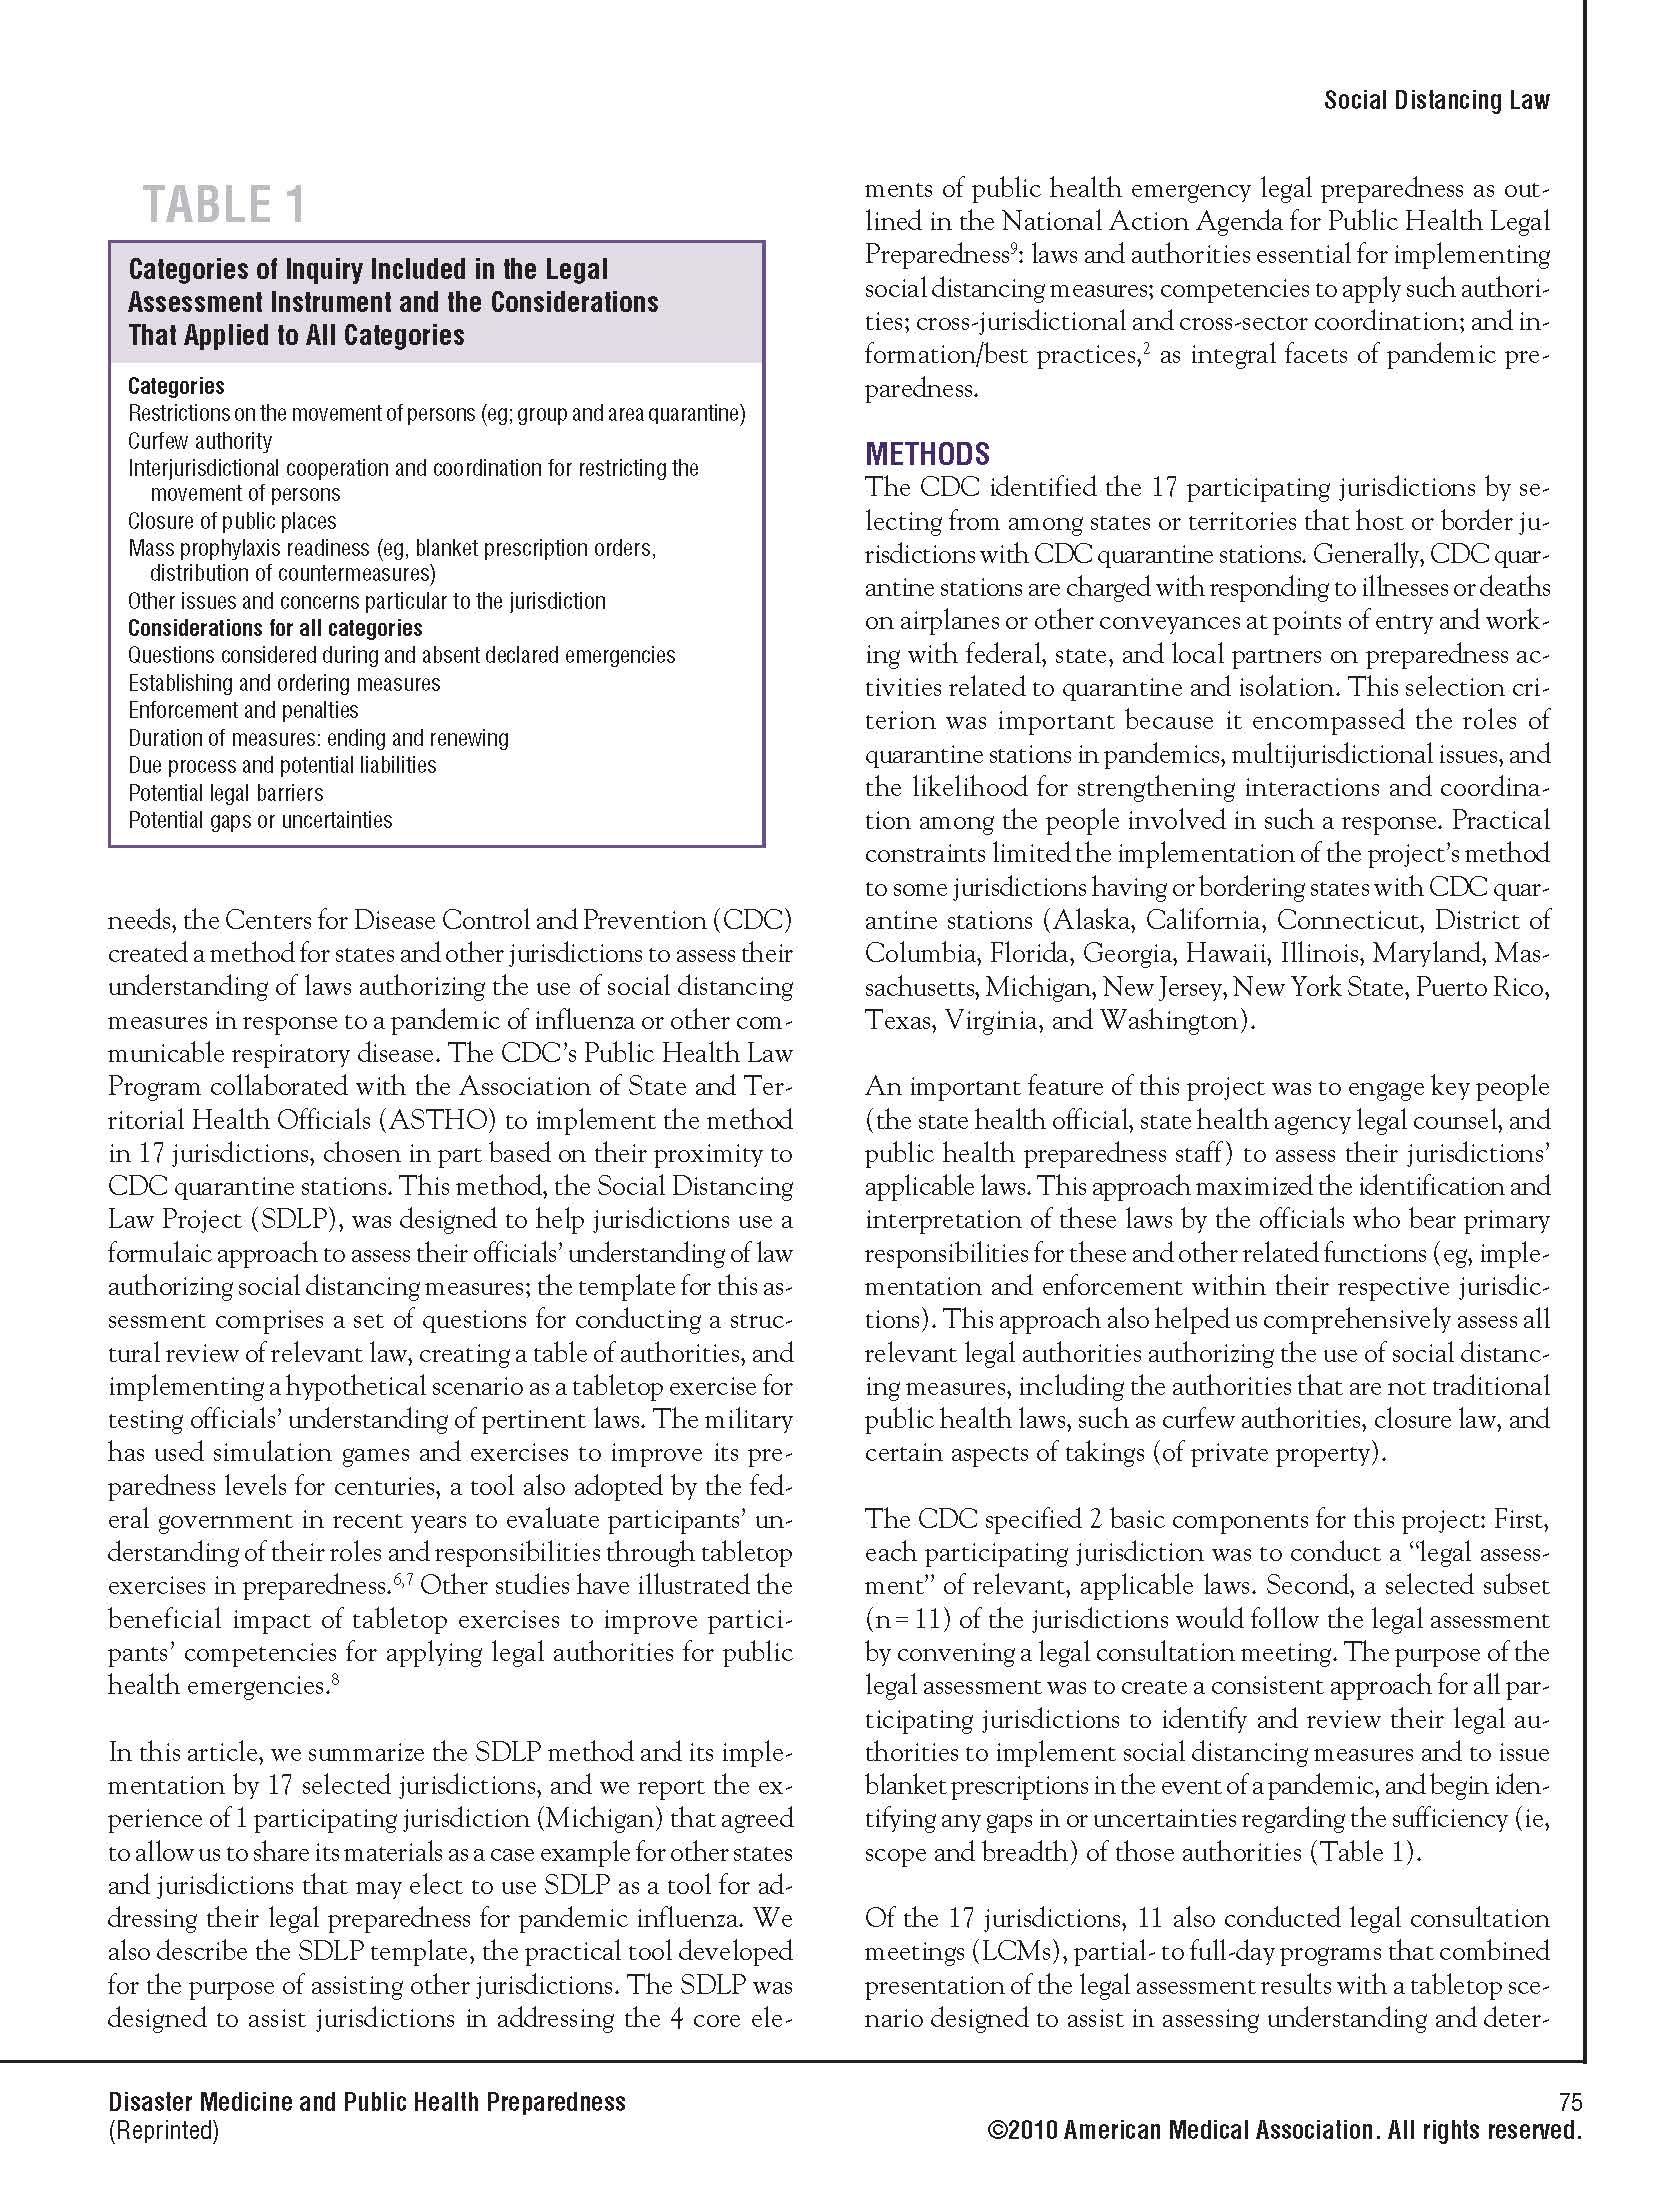 Social Distancing Law
TABLE 1
Categories of Inquiry Included in the Legal
Assessment Instrument and the Considerations
That Applied to All Categories
Categories
Restrictions on the movement of persons (eg; group and area quarantine)
Curfew authority
Interjurisdictional cooperation and coordination for restricting the
movement of persons
Closure of public places
Mass prophylaxis readiness (eg, blanket prescription orders,
distribution of countermeasures)
Other issues and concerns particular to the jurisdiction
Considerations for all categories
Questions considered during and absent declared emergencies
Establishing and ordering measures
Enforcement and penalties
Duration of measures: ending and renewing
Due process and potential liabilities
Potential legal barriers
Potential gaps or uncertainties
needs, the Centers for Disease Control and Prevention (CDC)
created a method for states and other jurisdictions to assess their
understanding of laws authorizing the use of social distancing
measures in response to a pandemic of influenza or other com-
municable respiratory disease. The CDC's Public Health Law
Program collaborated with the Association of State and Ter-
ritorial Health Officials (ASTHO) to implement the method
in 17 jurisdictions, chosen in part based on their proximity to
CDC quarantine stations. This method, the Social Distancing
Law Project (SDLP), was designed to help jurisdictions use a
formulaic approach to assess their officials' understanding of law
authorizing social distancing measures; the template for this as-
sessment comprises a set of questions for conducting a struc-
tural review of relevant law, creating a table of authorities, and
implementing a hypothetical scenario as a tabletop exercise for
testing officials' understanding of pertinent laws. The military
has used simulation games and exercises to improve its pre-
paredness levels for centuries, a tool also adopted by the fed-
eral government in recent years to evaluate participants' un-
derstanding of their roles and responsibilities through tabletop
exercises in preparedness.6,7 Other studies have illustrated the
beneficial impact of tabletop exercises to improve partici-
pants' competencies for applying legal authorities for public
health emergencies.8
In this article, we summarize the SDLP method and its imple-
mentation by 17 selected jurisdictions, and we report the ex-
perience of 1 participating jurisdiction (Michigan) that agreed
to allow us to share its materials as a case example for other states
and jurisdictions that may elect to use SDLP as a tool for ad-
dressing their legal preparedness for pandemic influenza. We
also describe the SDLP template, the practical tool developed
for the purpose of assisting other jurisdictions. The SDLP was
designed to assist jurisdictions in addressing the 4 core ele-
ments of public health emergency legal preparedness as out-
lined in the National Action Agenda for Public Health Legal
Preparedness9: laws and authorities essential for implementing
social distancing measures; competencies to apply such authori-
ties; cross-jurisdictional and cross-sector coordination; and in-
formation/best practices,2 as integral facets of pandemic pre-
paredness.
METHODS
The CDC identified the 17 participating jurisdictions by se-
lecting from among states or territories that host or border ju-
risdictions with CDC quarantine stations. Generally, CDC quar-
antine stations are charged with responding to illnesses or deaths
on airplanes or other conveyances at points of entry and work-
ing with federal, state, and local partners on preparedness ac-
tivities related to quarantine and isolation. This selection cri-
terion was important because it encompassed the roles of
quarantine stations in pandemics, multijurisdictional issues, and
the likelihood for strengthening interactions and coordina-
tion among the people involved in such a response. Practical
constraints limited the implementation of the project's method
to some jurisdictions having or bordering states with CDC quar-
antine stations (Alaska, California, Connecticut, District of
Columbia, Florida, Georgia, Hawaii, Illinois, Maryland, Mas-
sachusetts, Michigan, New Jersey, New York State, Puerto Rico,
Texas, Virginia, and Washington).
An important feature of this project was to engage key people
(the state health official, state health agency legal counsel, and
public health preparedness staff) to assess their jurisdictions'
applicable laws. This approach maximized the identification and
interpretation of these laws by the officials who bear primary
responsibilities for these and other related functions (eg, imple-
mentation and enforcement within their respective jurisdic-
tions). This approach also helped us comprehensively assess all
relevant legal authorities authorizing the use of social distanc-
ing measures, including the authorities that are not traditional
public health laws, such as curfew authorities, closure law, and
certain aspects of takings (of private property).
The CDC specified 2 basic components for this project: First,
each participating jurisdiction was to conduct a “legal assess-
ment” of relevant, applicable laws. Second, a selected subset
(n = 11) of the jurisdictions would follow the legal assessment
by convening a legal consultation meeting. The purpose of the
legal assessment was to create a consistent approach for all par-
ticipating jurisdictions to identify and review their legal au-
thorities to implement social distancing measures and to issue
blanket prescriptions in the event of a pandemic, and begin iden-
tifying any gaps in or uncertainties regarding the sufficiency (ie,
scope and breadth) of those authorities (Table 1).
Of the 17 jurisdictions, 11 also conducted legal consultation
meetings (LCMs), partial- to full-day programs that combined
presentation of the legal assessment results with a tabletop sce-
nario designed to assist in assessing understanding and deter-
Disaster Medicine and Public Health Preparedness
(Reprinted)
75
©2010 American Medical Association. All rights reserved.